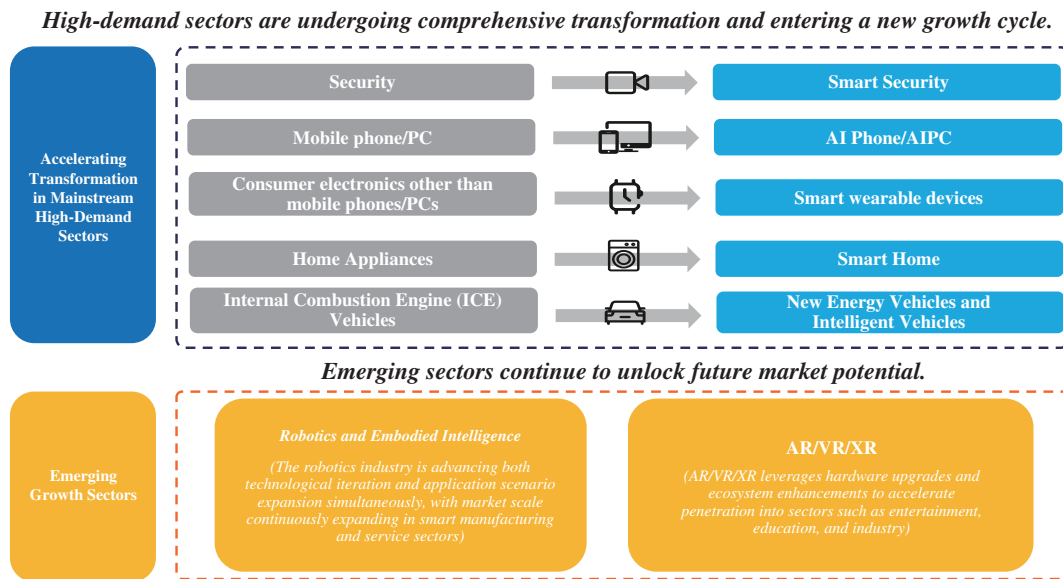 High-demand sectors are undergoing comprehensive transformation and entering a new growth cycle.
Accelerating
Transformation
in Mainstream
High-Demand
Sectors
Security
Smart Security
Mobile phone/PC
AI Phone/AIPC
Consumer electronics other than
mobile phones/PCs
Smart wearable devices
Home Appliances
Smart Home
Internal Combustion Engine (ICE)
Vehicles
New Energy Vehicles and
Intelligent Vehicles
Emerging sectors continue to unlock future market potential.
Emerging
Growth Sectors
Robotics and Embodied Intelligence
(The robotics industry is advancing both
technological iteration and application scenario
expansion simultaneously, with market scale
continuously expanding in smart manufacturing
and service sectors)
AR/VR/XR
(AR/VR/XR leverages hardware upgrades and
ecosystem enhancements to accelerate
penetration into sectors such as entertainment,
education, and industry)